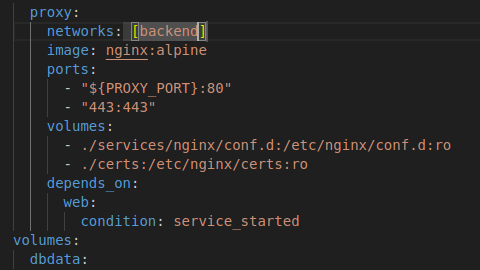 proxy:
networks: [backend]
image: nginx:alpine
ports:
- "${PROXY_PORT}:80"
- "443:443"
volumes:
- ./services/nginx/conf.d:/etc/nginx/conf.d:ro
- ./certs:/etc/nginx/certs:ro
depends_on:
web:
condition: service_started
volumes:
dbdata: